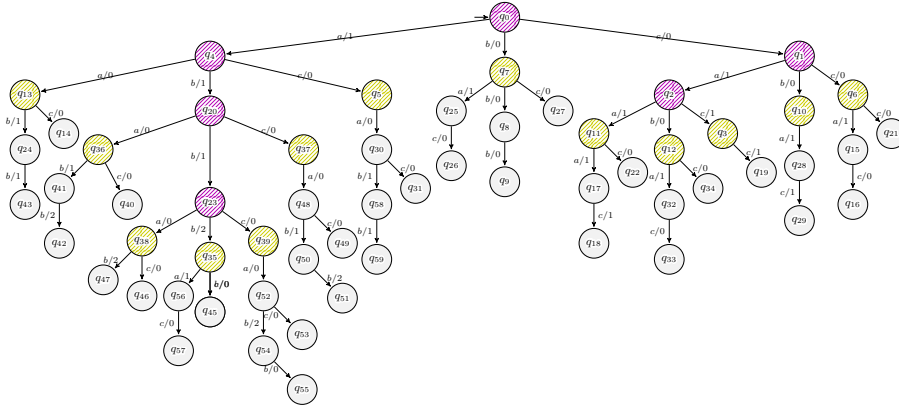 q0
a/1 b/0 c/0
q4 q1
a/0 b/1 c/0 a/1 b/0 c/0
q7
q13 q20 q5 q2 q10 q6
b/1 c/0 a/0 b/1 c/0 a/0 a/1 b/0 c/0 a/1 b/0 c/1 a/1 a/1 c/0
q25 q8 q27
q24 q14 q36 q37 q30 q11 q12 q3 q28 q15 q21
b/1 b/1 c/0 a/0 b/1 c/0 c/0 b/0 a/1 c/0 a/1 c/0 c/1 c/1 c/0
q26 q9 q22 q34 q19
q43 q41 q40 q23 q48 q58 q31 q17 q32 q29 q16
b/2 a/0 b/2 c/0 b/1 c/0 b/1 c/1 c/0
q42 q38 q35 q39 q50 q49 q59 q18 q33
b/2 c/0 a/1 b/0 a/0 b/2
q47 q46 q56 q45 q52 q51
c/0 b/2 c/0
q57 q54 q53
b/0
q55